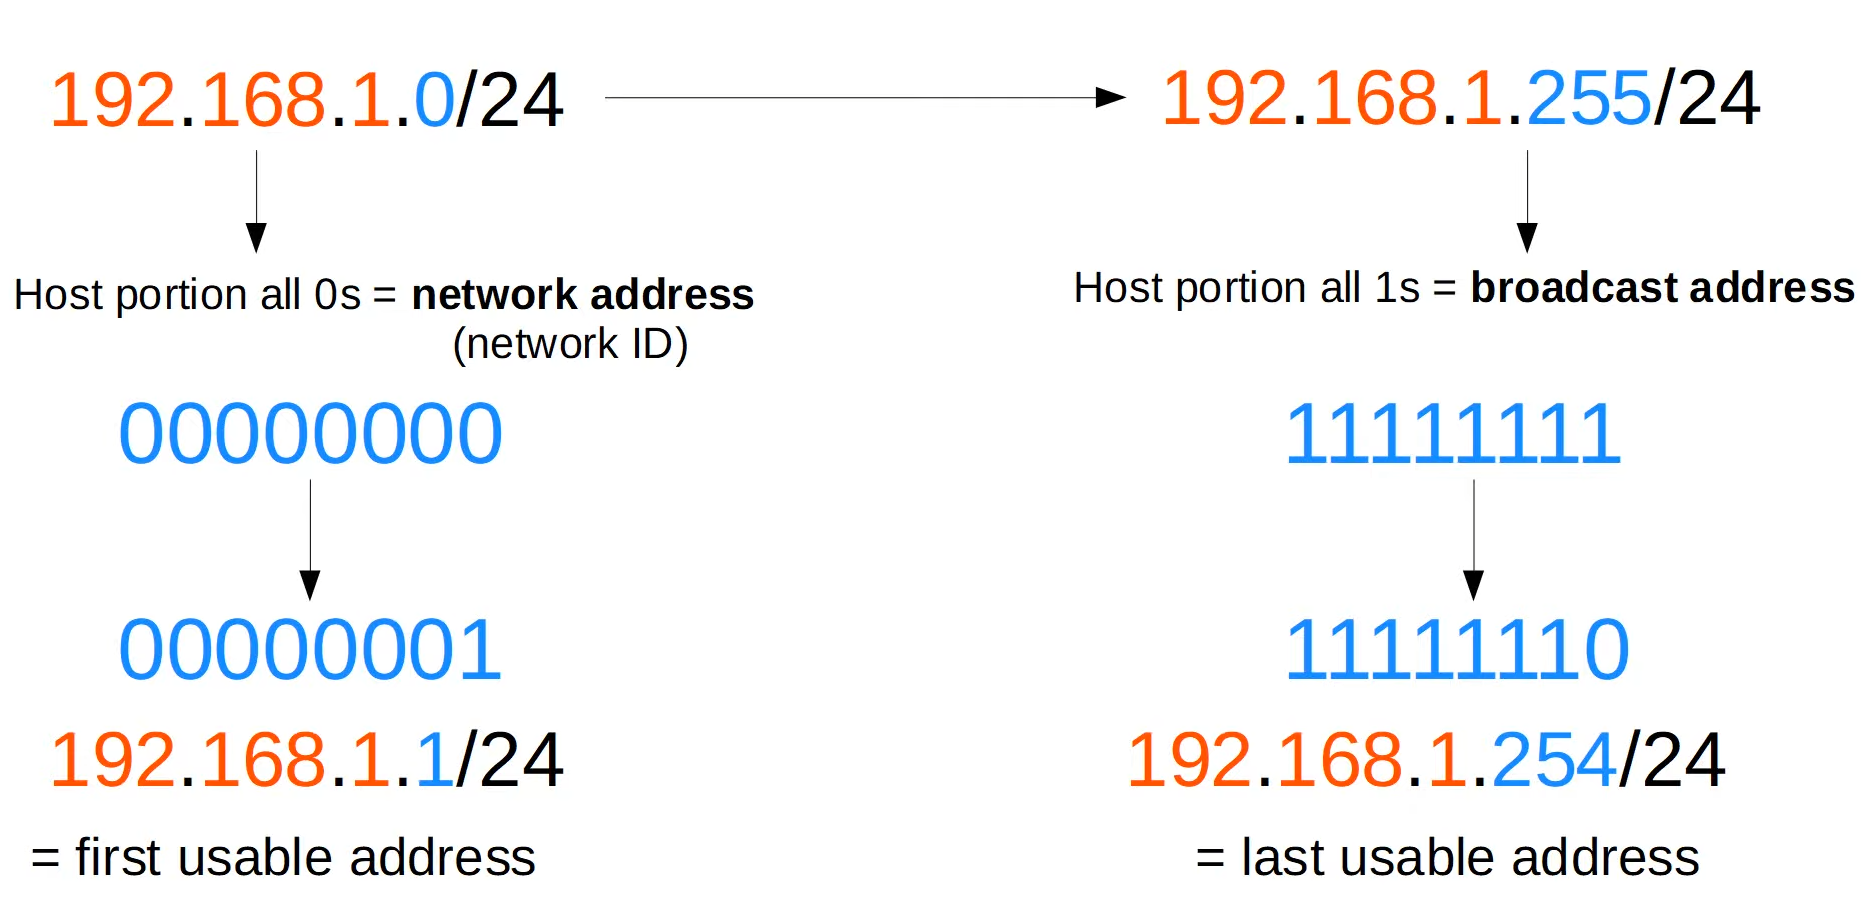 192.168.1.0/24
192.168.1.255/24
Host portion all 0s = network address
(network ID)
Host portion all 1s = broadcast address
00000000
11111111
00000001
11111110
192.168.1.1/24
192.168.1.254/24
= first usable address
= last usable address